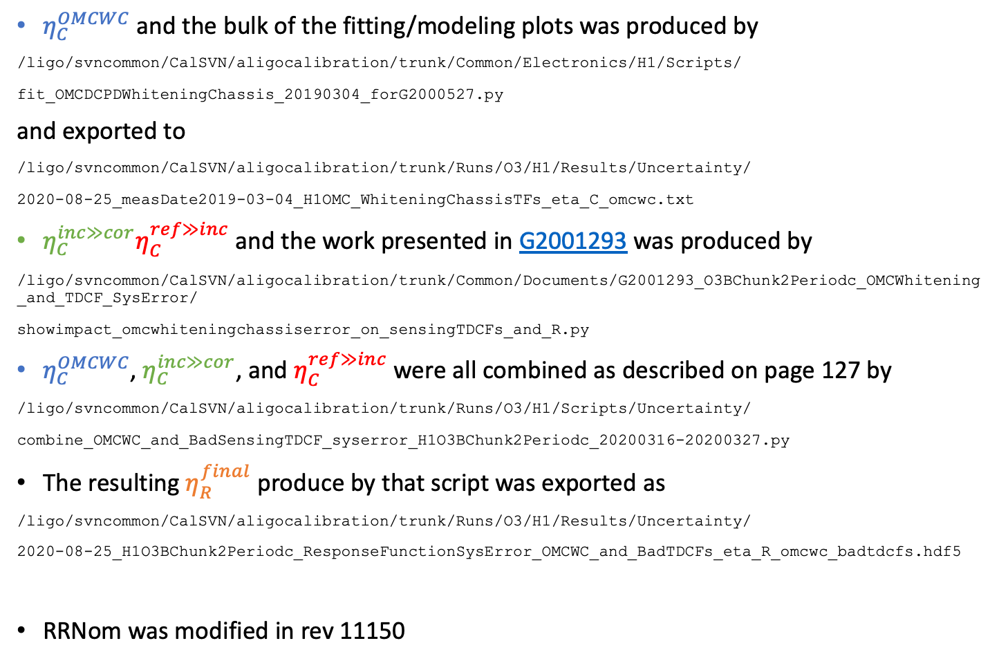 • η_C^{OMCWC} and the bulk of the fitting/modeling plots was produced by
/ligo/svncommon/CalSVN/aligocalibration/trunk/Common/Electronics/H1/Scripts/
fit_OMCDCPDWhiteningChassis_20190304_forG2000527.py
and exported to
/ligo/svncommon/CalSVN/aligocalibration/trunk/Runs/O3/H1/Results/Uncertainty/
2020-08-25_measDate2019-03-04_H1OMC_WhiteningChassisTFs_eta_C_omcwc.txt
• η_C^{inc≫cor} η_C^{ref≫inc} and the work presented in G2001293 was produced by
/ligo/svncommon/CalSVN/aligocalibration/trunk/Common/Documents/G2001293_O3BChunk2Periodc_OMCWhitening
_and_TDCF_SysError/
showimpact_omcwhiteningchassiserror_on_sensingTDCFs_and_R.py
• η_C^{OMCWC}, η_C^{inc≫cor}, and η_C^{ref≫inc} were all combined as described on page 127 by
/ligo/svncommon/CalSVN/aligocalibration/trunk/Runs/O3/H1/Scripts/Uncertainty/
combine_OMCWC_and_BadSensingTDCF_syserror_H1O3BChunk2Periodc_20200316-20200327.py
• The resulting η_R^{final} produce by that script was exported as
/ligo/svncommon/CalSVN/aligocalibration/trunk/Runs/O3/H1/Results/Uncertainty/
2020-08-25_H1O3BChunk2Periodc_ResponseFunctionSysError_OMCWC_and_BadTDCFs_eta_R_omcwc_badtdcfs.hdf5
• RRNom was modified in rev 11150